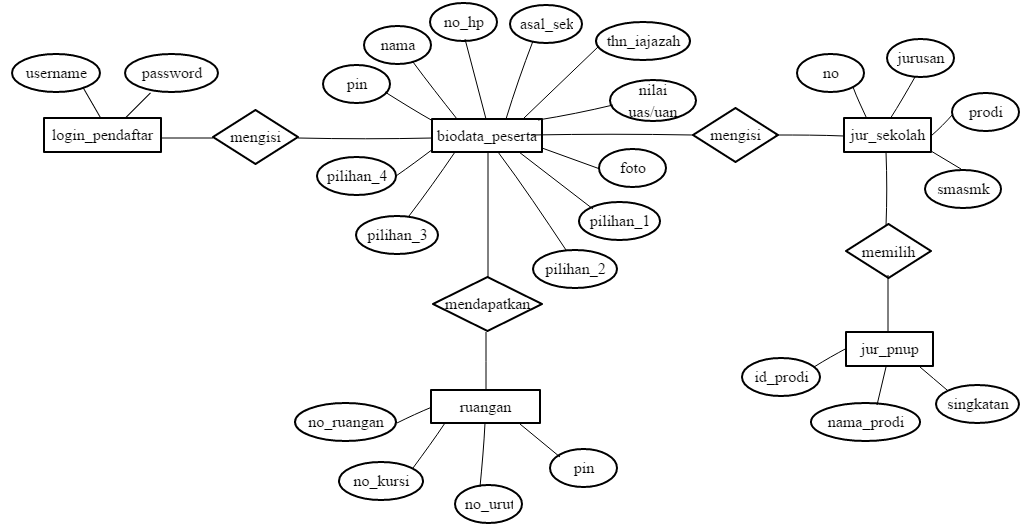 no_hp
asal_sek
nama
thn_iajazah
jurusan
username
password
pin
no
nilai
uas/uan
prodi
login_pendaftar
mengisi
biodata_peserta
mengisi
jur_sekolah
pilihan_4
foto
smasmk
pilihan_3
pilihan_1
pilihan_2
memilih
mendapatkan
jur_pnup
id_prodi
singkatan
nama_prodi
ruangan
no_ruangan
no_kursi
pin
no_urut